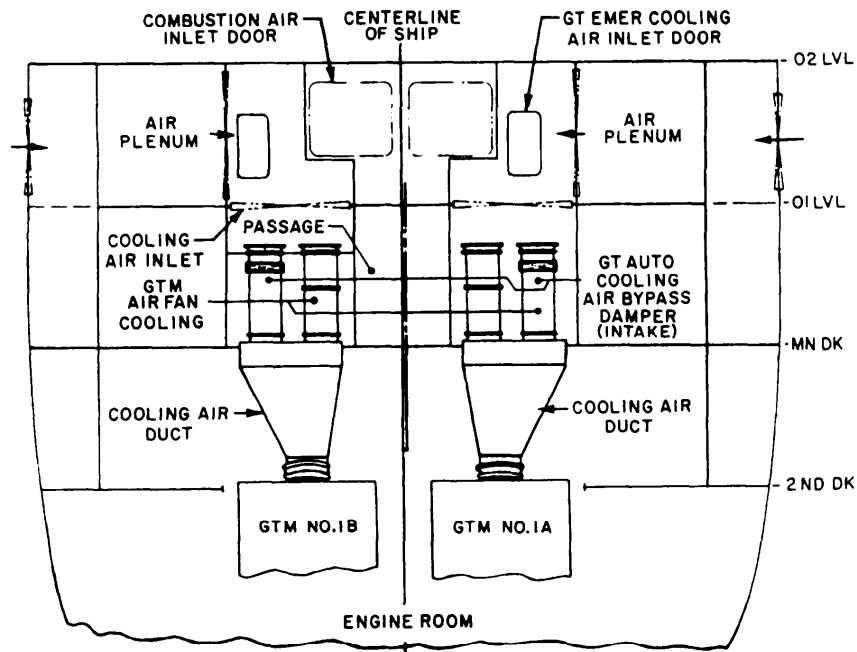 COMBUSTION AIR
INLET DOOR
CENTERLINE
OF SHIP
GT EMER COOLING
AIR INLET DOOR
02 LVL
AIR
PLENUM
AIR
PLENUM
01 LVL
COOLING
AIR INLET
PASSAGE
GTM
AIR FAN
COOLING
GT AUTO
COOLING
AIR BYPASS
DAMPER
(INTAKE)
MN DK
COOLING AIR
DUCT
COOLING AIR
DUCT
2ND DK
GTM NO.1B
GTM NO.1A
ENGINE ROOM